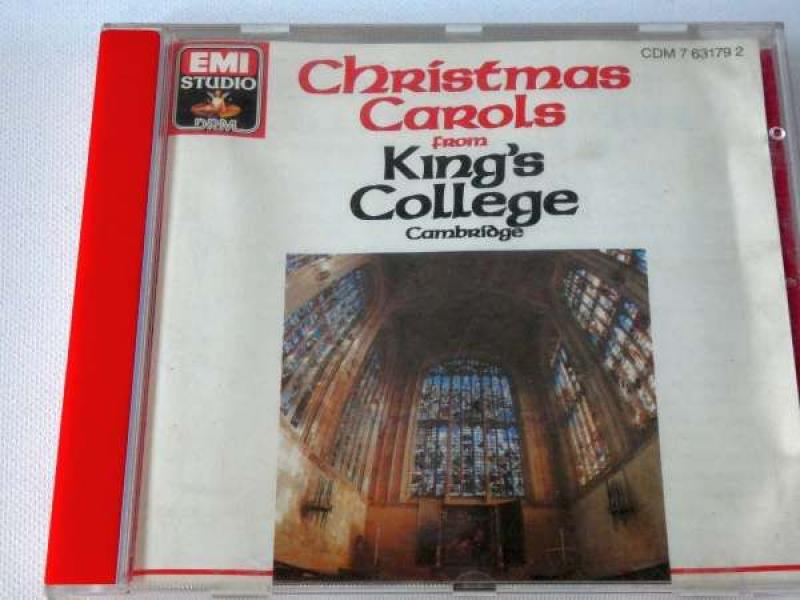 EMI
STUDIO
DRM
CDM 7 63179 2
Christmas
Carols
from
King's
College
Cambridge